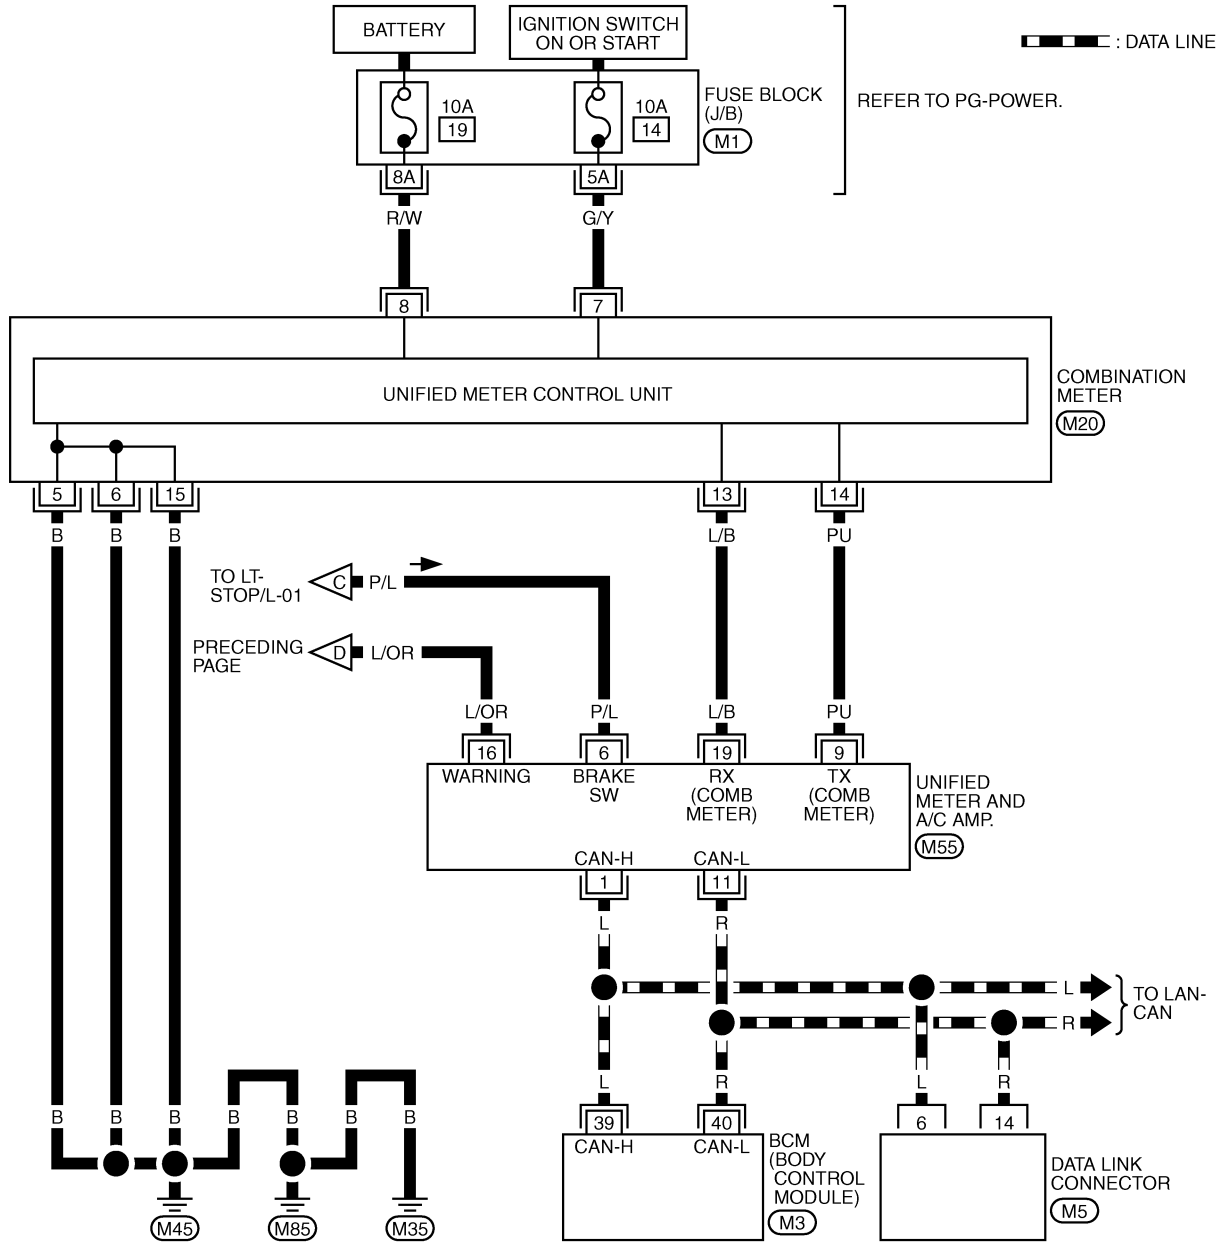 BATTERY
IGNITION SWITCH
ON OR START
: DATA LINE
10A
19
10A
14
FUSE BLOCK
(J/B)
M1
REFER TO PG-POWER.
8A
5A
R/W
G/Y
8
7
UNIFIED METER CONTROL UNIT
COMBINATION
METER
M20
5
6
15
13
14
B
B
B
L/B
PU
TO LT-
STOP/L-01
C
P/L
PRECEDING
PAGE
D
L/OR
L/OR
P/L
L/B
PU
16
6
19
9
WARNING
BRAKE
SW
RX
(COMB
METER)
TX
(COMB
METER)
UNIFIED
METER AND
A/C AMP.
M55
CAN-H
CAN-L
1
11
L
R
L
R
TO LAN-
CAN
L
R
L
R
B
B
B
B
B
B
B
39
40
6
14
CAN-H
CAN-L
BCM
(BODY
CONTROL
MODULE)
M3
DATA LINK
CONNECTOR
M5
M45
M85
M35